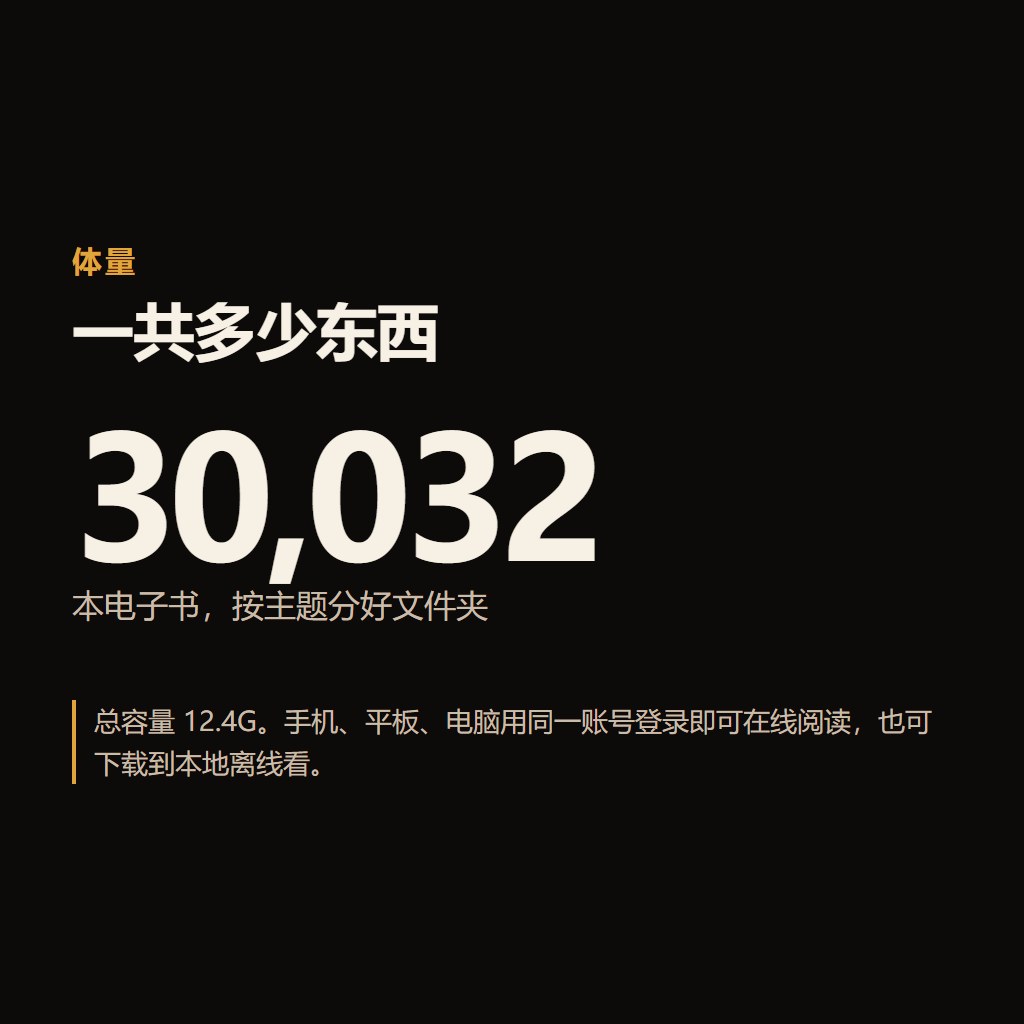 体量
一共多少东西
30,032
本电子书，按主题分好文件夹
总容量 12.4G。手机、平板、电脑用同一账号登录即可在线阅读，也可
下载到本地离线看。